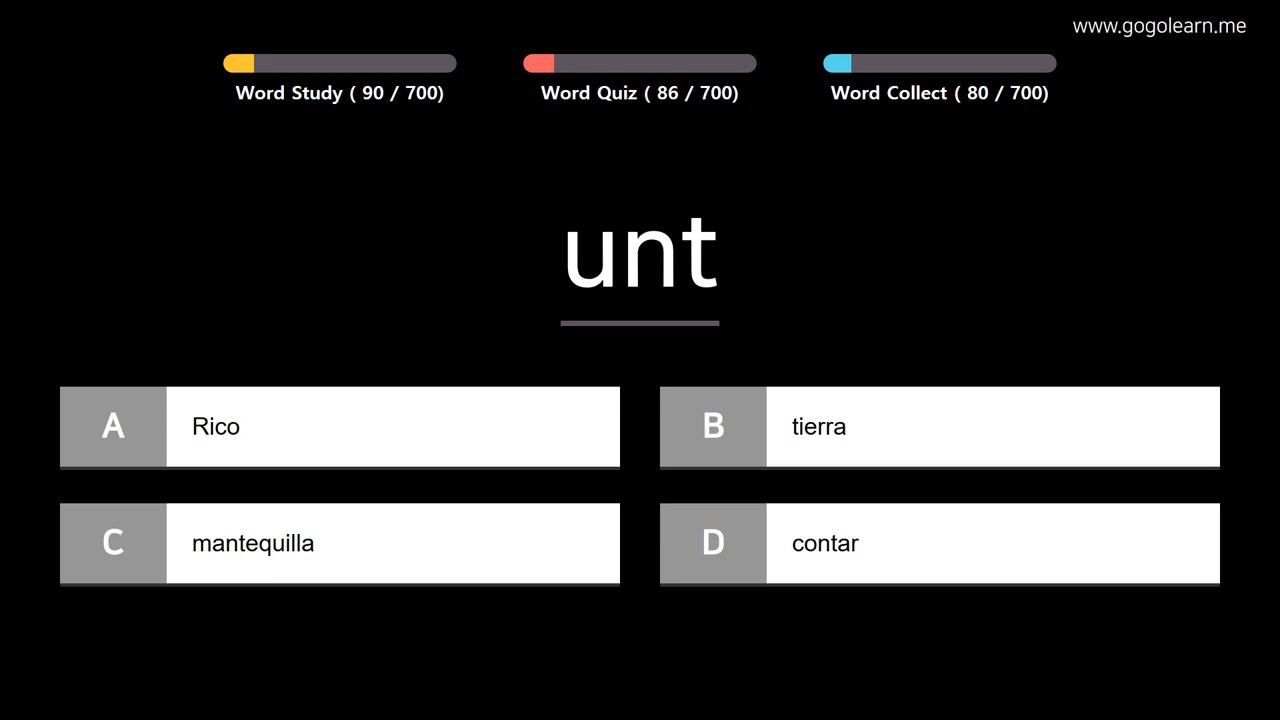 www.gogolearn.me
Word Study ( 90 / 700)
Word Quiz ( 86 / 700)
Word Collect ( 80 / 700)
unt
A Rico
B tierra
C mantequilla
D contar